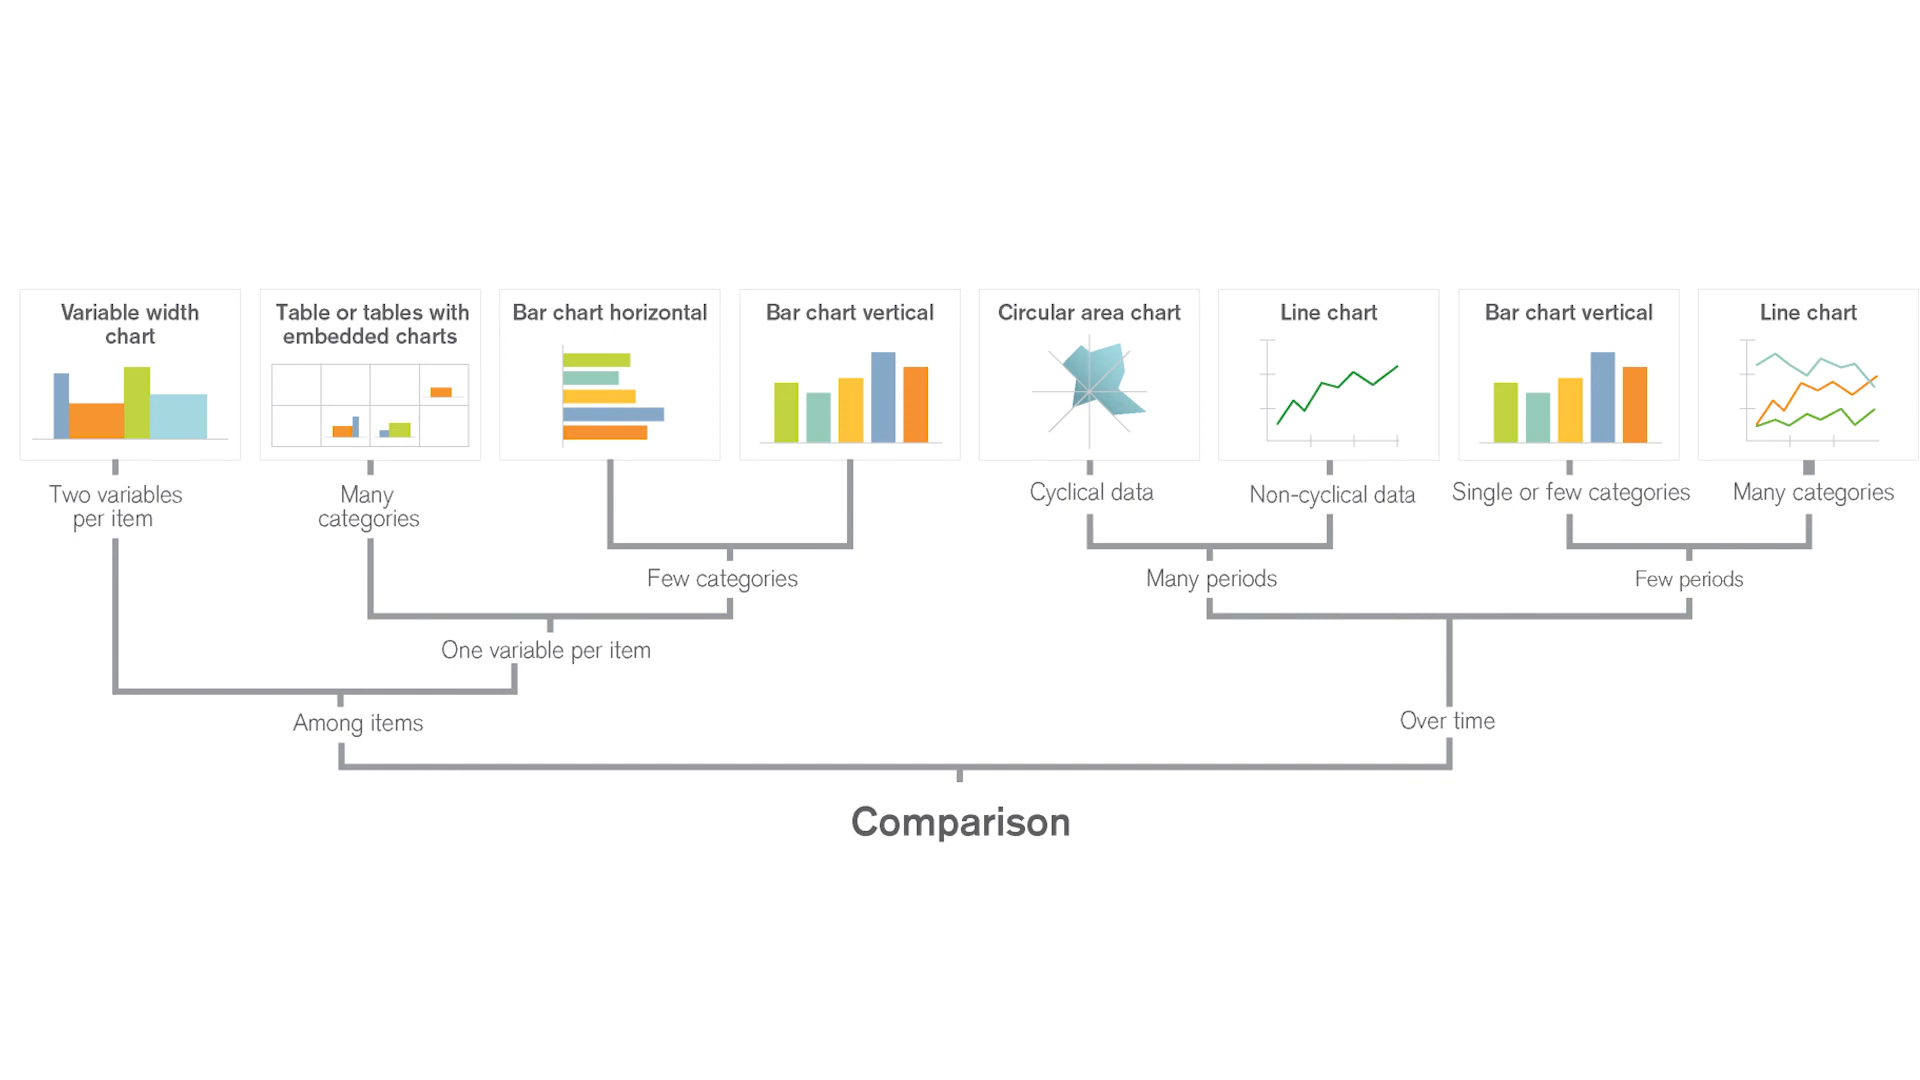 Variable width
chart
Table or tables with
embedded charts
Bar chart horizontal
Bar chart vertical
Circular area chart
Line chart
Bar chart vertical
Line chart
Two variables
per item
Many
categories
Cyclical data
Non-cyclical data
Single or few categories
Many categories
Few categories
Many periods
Few periods
One variable per item
Among items
Over time
Comparison